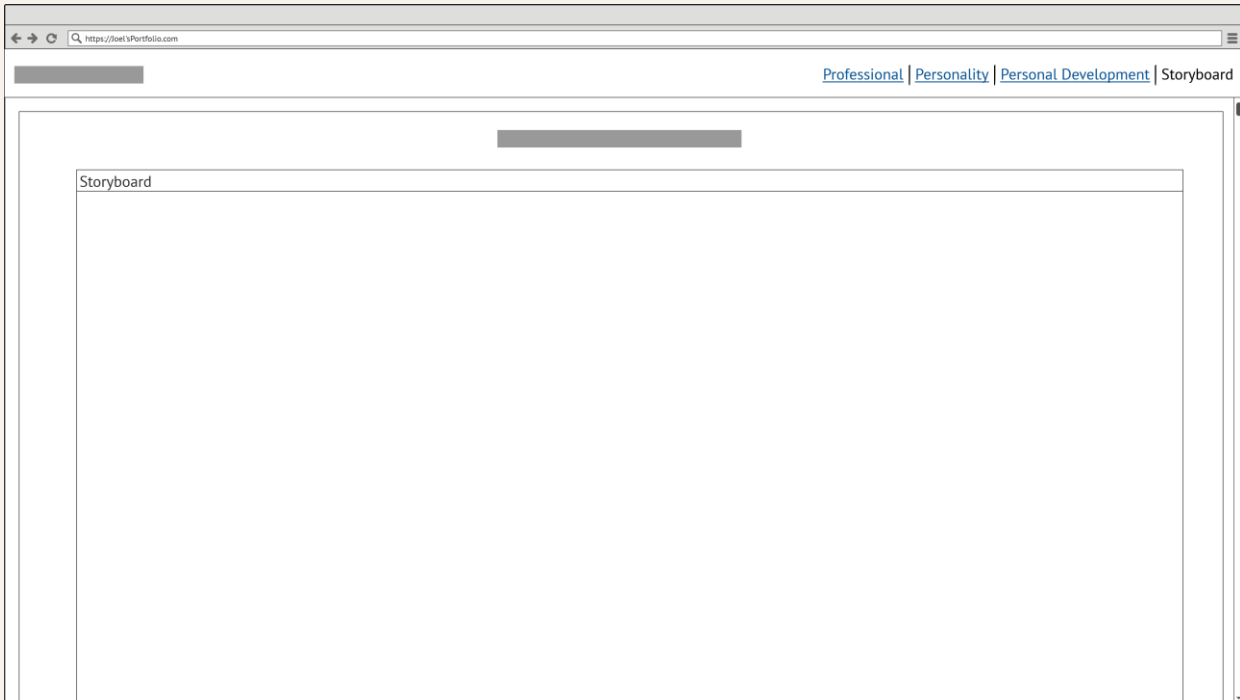 https://Joel'sPortfolio.com
Professional | Personality | Personal Development | Storyboard
Storyboard